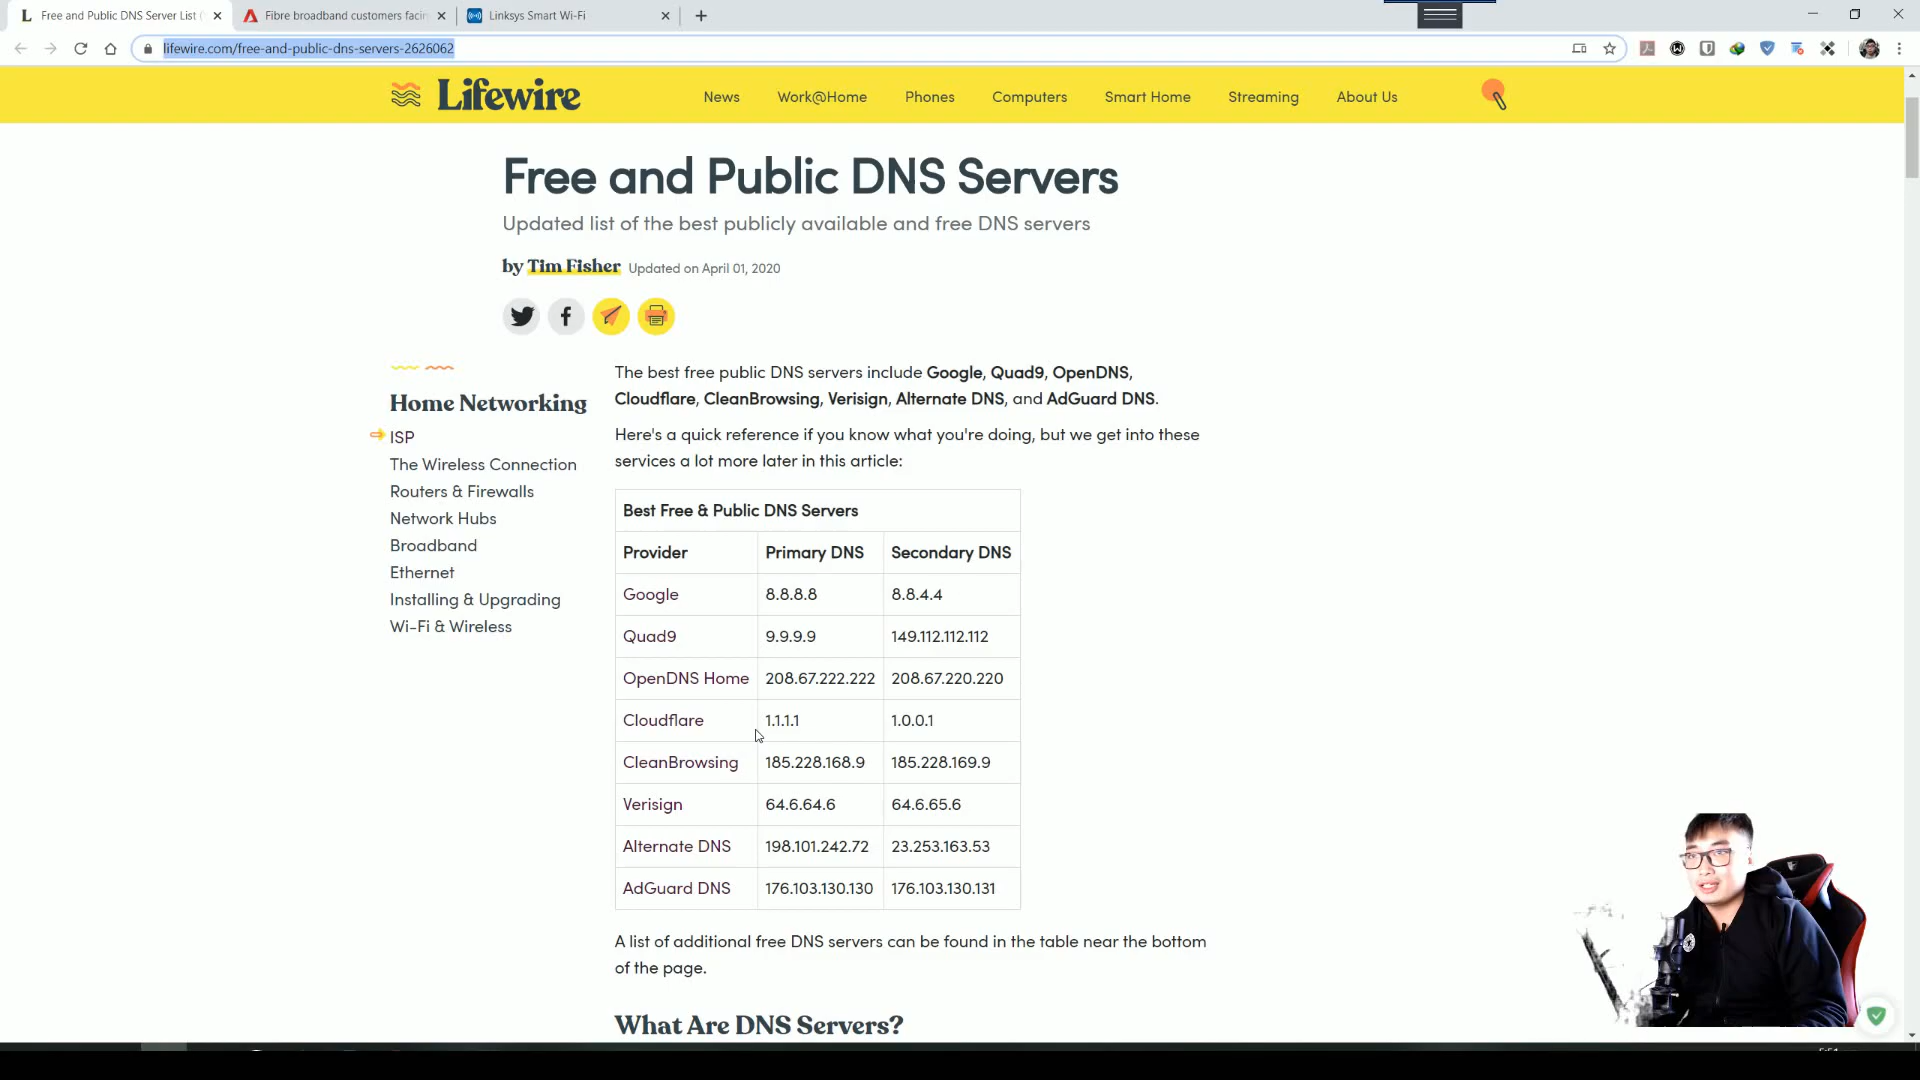 Free and Public DNS Server List (
Fibre broadband customers facin
Linksys Smart Wi-Fi
lifewire.com/free-and-public-dns-servers-2626062
Lifewire
News
Work@Home
Phones
Computers
Smart Home
Streaming
About Us
Free and Public DNS Servers
Updated list of the best publicly available and free DNS servers
by Tim Fisher Updated on April 01, 2020
Home Networking
ISP
The Wireless Connection
Routers & Firewalls
Network Hubs
Broadband
Ethernet
Installing & Upgrading
Wi-Fi & Wireless
The best free public DNS servers include Google, Quad9, OpenDNS,
Cloudflare, CleanBrowsing, Verisign, Alternate DNS, and AdGuard DNS.
Here's a quick reference if you know what you're doing, but we get into these
services a lot more later in this article:
Best Free & Public DNS Servers
Provider Primary DNS Secondary DNS
Google 8.8.8.8 8.8.4.4
Quad9 9.9.9.9 149.112.112.112
OpenDNS Home 208.67.222.222 208.67.220.220
Cloudflare 1.1.1.1 1.0.0.1
CleanBrowsing 185.228.168.9 185.228.169.9
Verisign 64.6.64.6 64.6.65.6
Alternate DNS 198.101.242.72 23.253.163.53
AdGuard DNS 176.103.130.130 176.103.130.131
A list of additional free DNS servers can be found in the table near the bottom
of the page.
What Are DNS Servers?